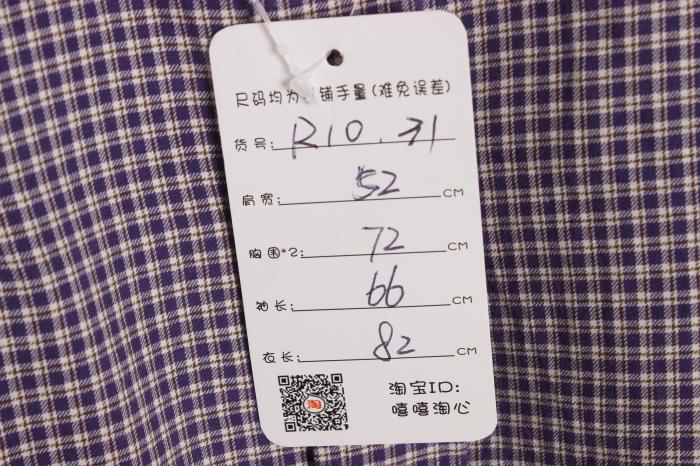 尺码均为 铺手量(难免误差)
货号: R10.31
肩宽: 52 CM
胸围*2: 72 CM
袖长: 66 CM
衣长: 82 CM
淘
淘宝ID:
嘻嘻淘心